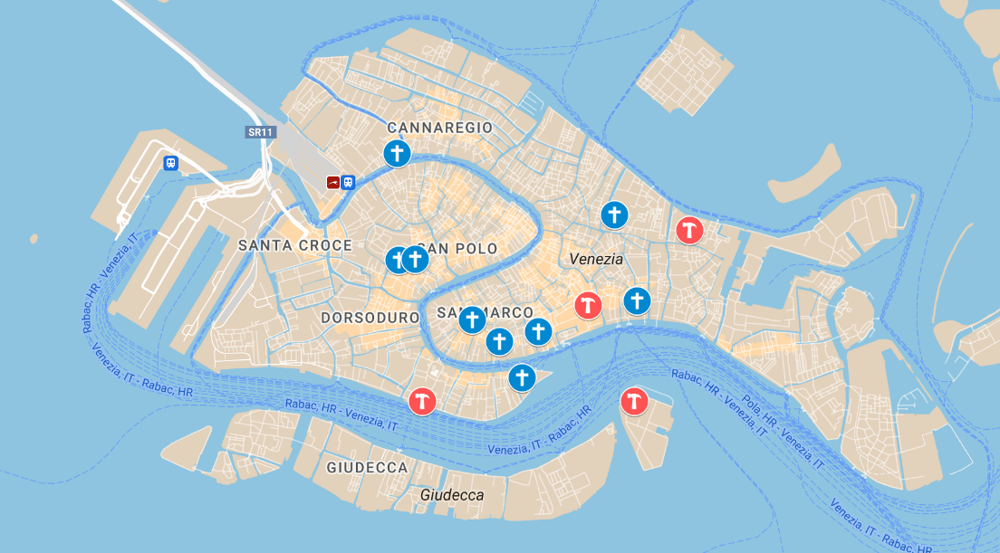 CANNAREGIO
SR11
SANTA CROCE
SAN POLO
Venezia
Rabac, HR - Venezia, IT
DORSODURO
SAN MARCO
Venezia, IT - Rabac, HR
Rabac, HR - Venezia, IT
Rabac, HR - Venezia, IT
Pola, HR - Venezia, IT
Venezia, IT - Rabac, HR
GIUDECCA
Giudecca
Venezia, IT - Rabac, HR